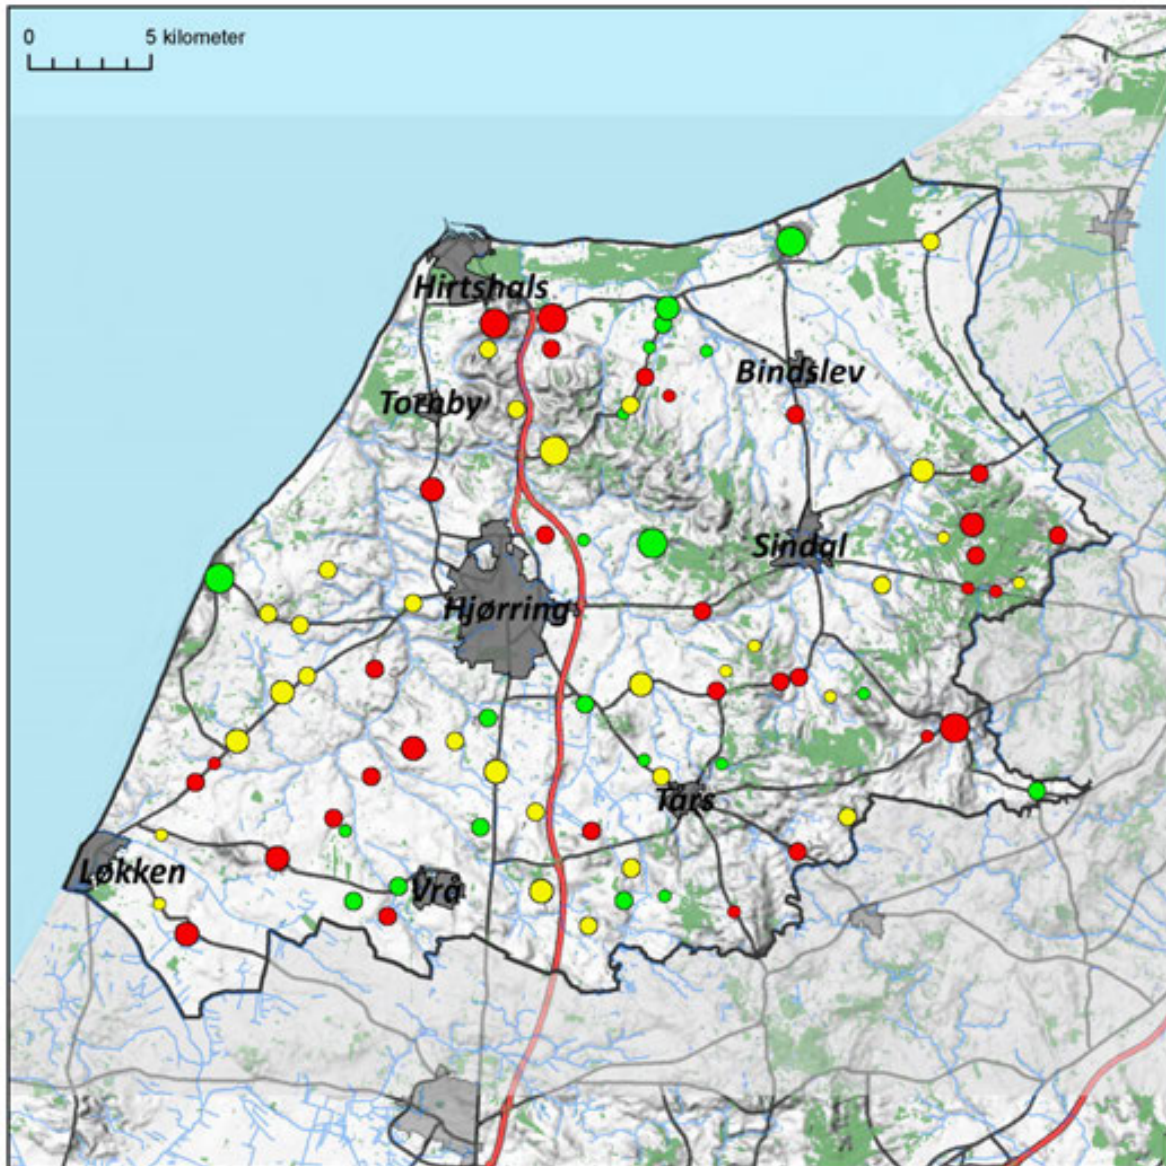 0 5 kilometer
Hirtshals
Bindslev
Tornby
Sindal
Hjørring
Tårs
Løkken
Vrå